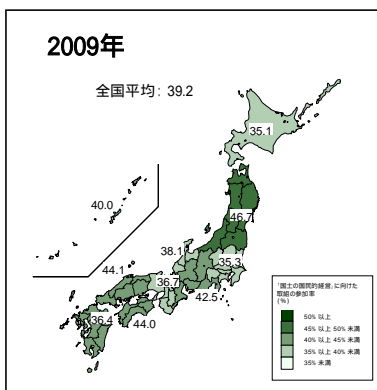 2009年
全国平均: 39.2
35.1
40.0
46.7
38.1
35.3
44.1
36.7
42.5
36.4
44.0
「国土の国民的経営」に向けた
取組の参加率
(%)
50% 以上
45% 以上 50% 未満
40% 以上 45% 未満
35% 以上 40% 未満
35% 未満